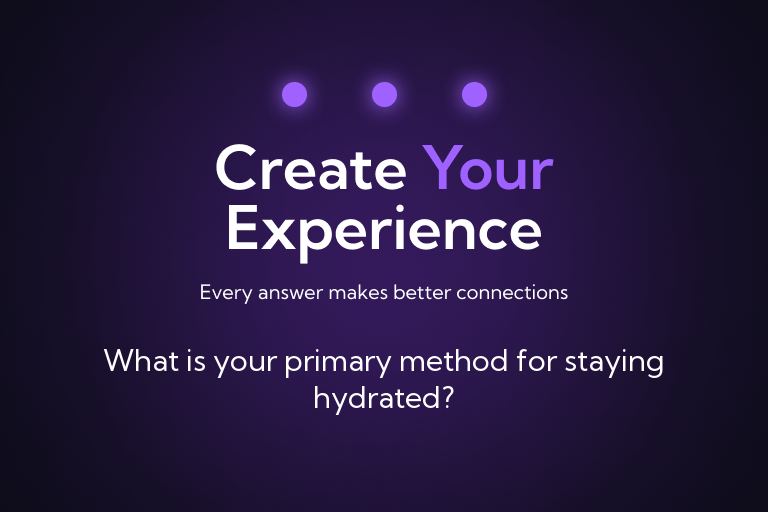 Create Your
Experience
Every answer makes better connections
What is your primary method for staying
hydrated?